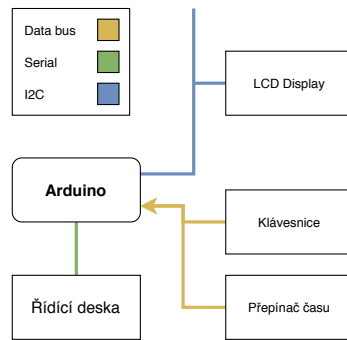 Data bus
Serial
I2C
LCD Display
Arduino
Klávesnice
Řídící deska
Přepínač času